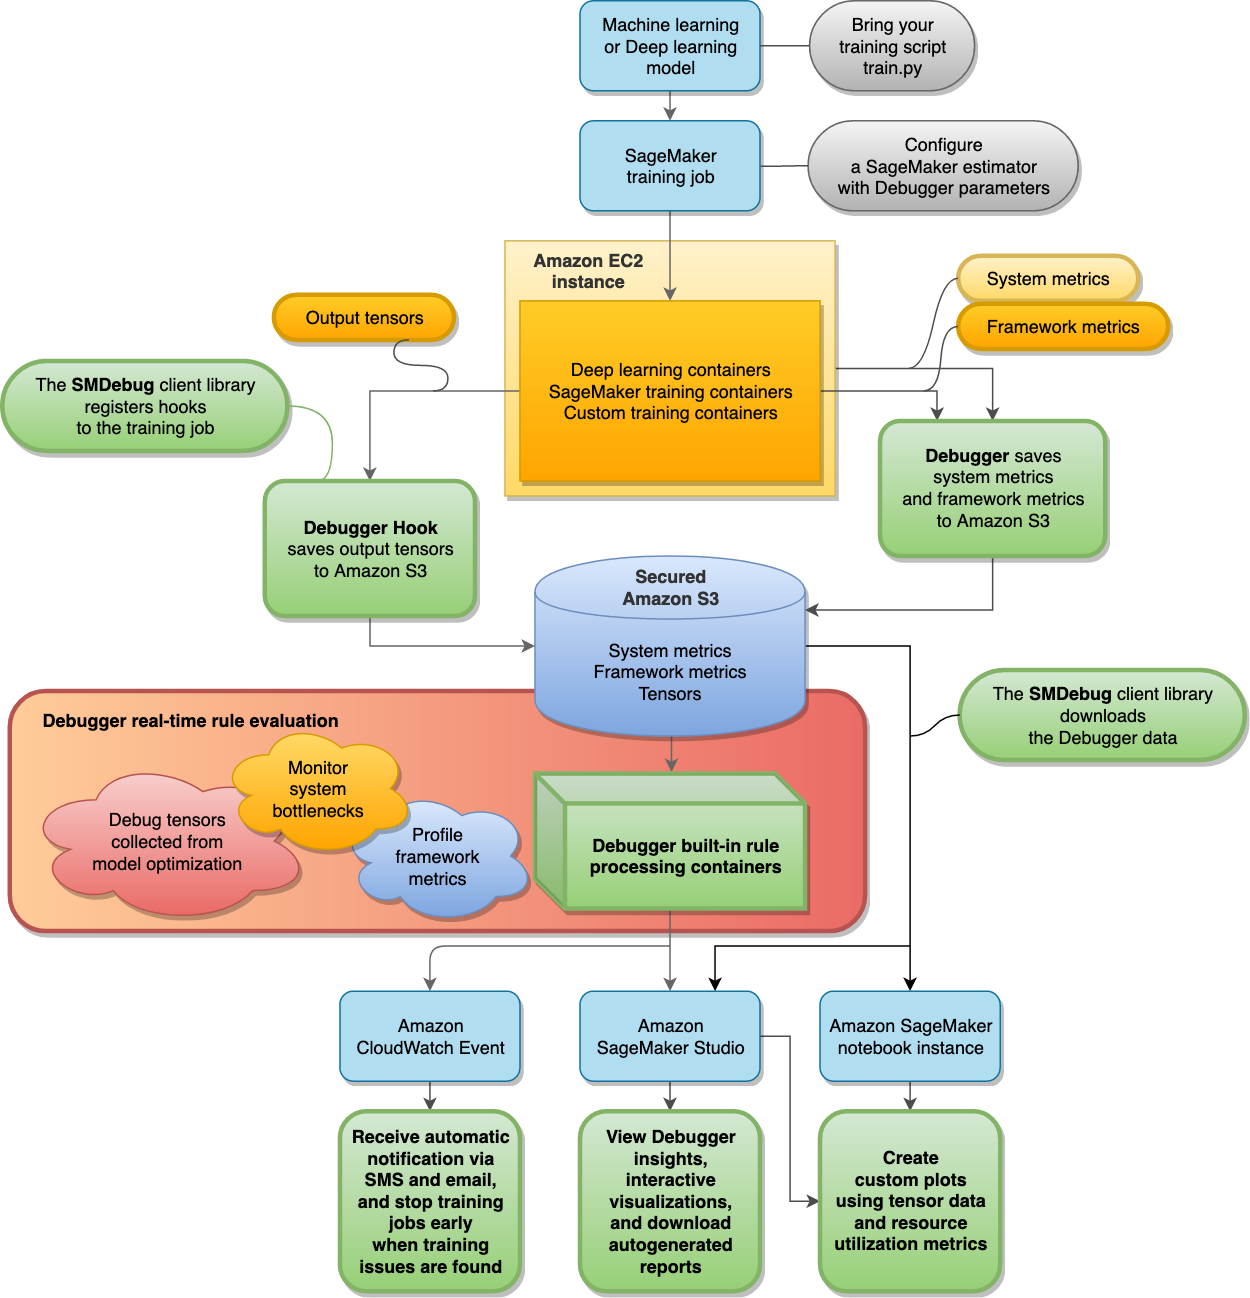 Machine learning
or Deep learning
model
Bring your
training script
train.py
SageMaker
training job
Configure
a SageMaker estimator
with Debugger parameters
Amazon EC2
instance
System metrics
Framework metrics
Output tensors
Deep learning containers
SageMaker training containers
Custom training containers
The SMDebug client library
registers hooks
to the training job
Debugger saves
system metrics
and framework metrics
to Amazon S3
Debugger Hook
saves output tensors
to Amazon S3
Secured
Amazon S3
System metrics
Framework metrics
Tensors
The SMDebug client library
downloads
the Debugger data
Debugger real-time rule evaluation
Monitor
system
bottlenecks
Debug tensors
collected from
model optimization
Profile
framework
metrics
Debugger built-in rule
processing containers
Amazon
CloudWatch Event
Amazon
SageMaker Studio
Amazon SageMaker
notebook instance
Receive automatic
notification via
SMS and email,
and stop training
jobs early
when training
issues are found
View Debugger
insights,
interactive
visualizations,
and download
autogenerated
reports
Create
custom plots
using tensor data
and resource
utilization metrics